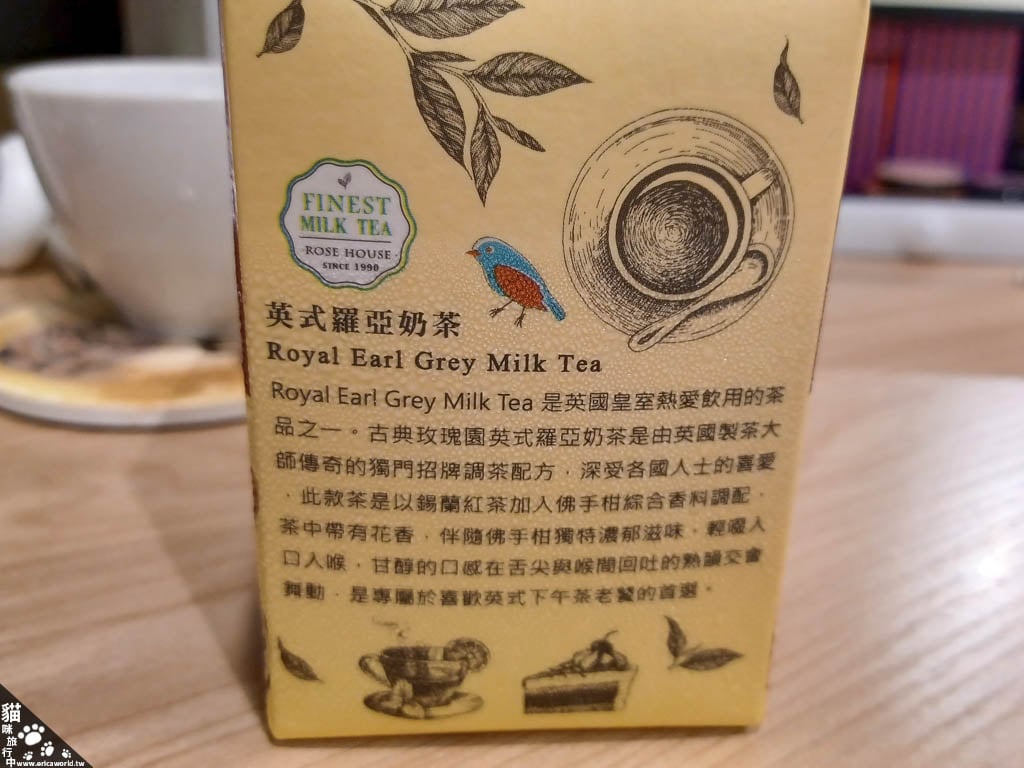 FINEST
MILK TEA
ROSE HOUSE
SINCE 1990
英式羅亞奶茶
Royal Earl Grey Milk Tea
Royal Earl Grey Milk Tea 是英國皇室熱愛飲用的茶
品之一。古典玫瑰園英式羅亞奶茶是由英國製茶大
師傳奇的獨門招牌調茶配方，深受各國人士的喜愛
，此款茶是以錫蘭紅茶加入佛手柑綜合香料調配，
茶中帶有花香，伴隨佛手柑獨特濃郁滋味，輕啜入
口入喉，甘醇的口感在舌尖與喉間回吐的熟韻交會
舞動，是專屬於喜歡英式下午茶老饕的首選。
貓咪旅行中
www.ericaworld.tw